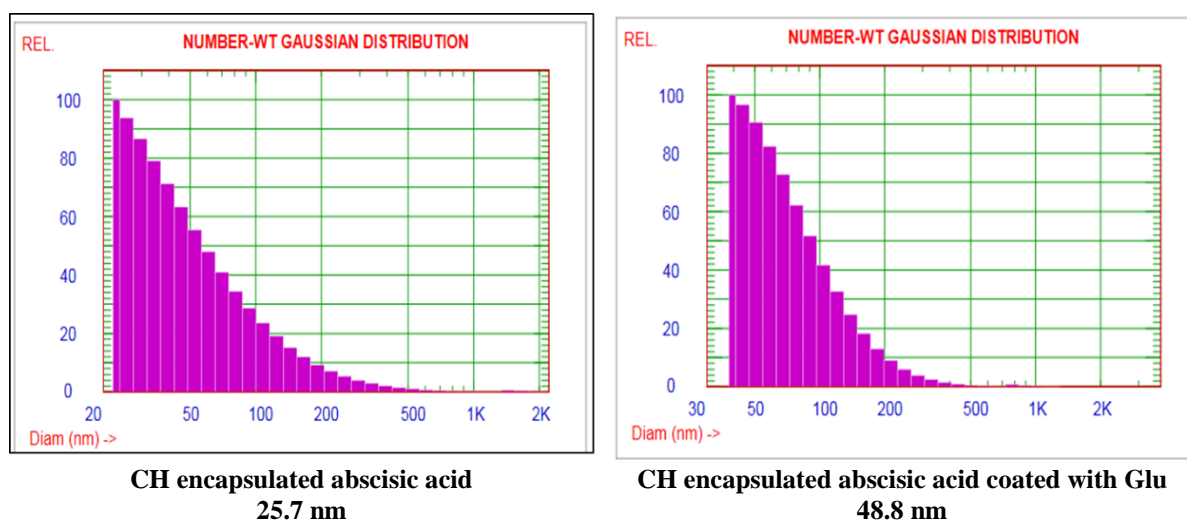 REL. NUMBER-WT GAUSSIAN DISTRIBUTION
100
80
60
40
20
0
20 50 100 200 500 1K 2K
Diam (nm) ->
CH encapsulated abscisic acid
25.7 nm
REL. NUMBER-WT GAUSSIAN DISTRIBUTION
100
80
60
40
20
0
30 50 100 200 500 1K 2K
Diam (nm) ->
CH encapsulated abscisic acid coated with Glu
48.8 nm